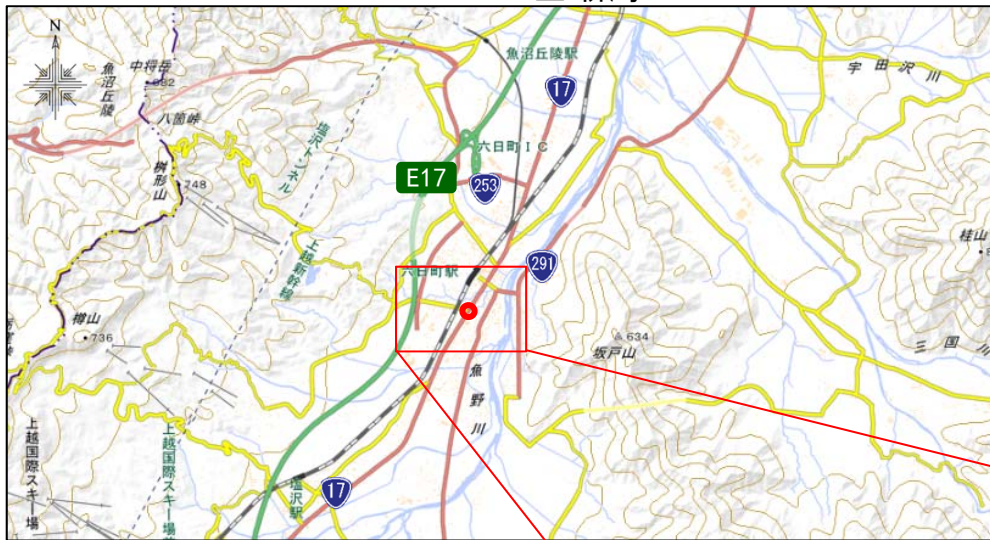 N
中将岳
882
魚沼丘陵
八箇峠
桝形山
748
塩沢トンネル
上越新幹線
魚沼丘陵駅
17
六日町IC
E17
253
宇田沢川
桂山
六日町駅
291
樽山
736
634
坂戸山
三国川
魚野川
上越国際スキー場
上越国際スキー場
塩沢駅
17